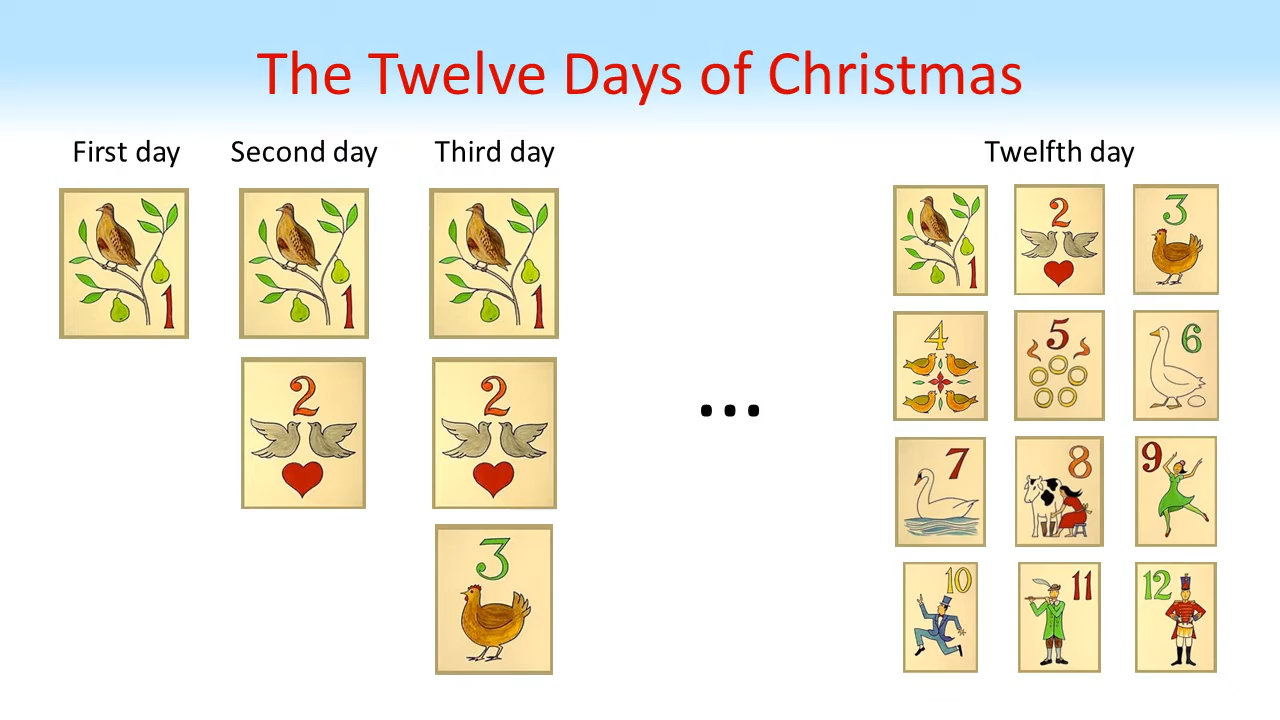 The Twelve Days of Christmas
First day Second day Third day Twelfth day
1 1 1 1 2 3
2 2 ... 4 5 6
3 7 8 9
10 11 12